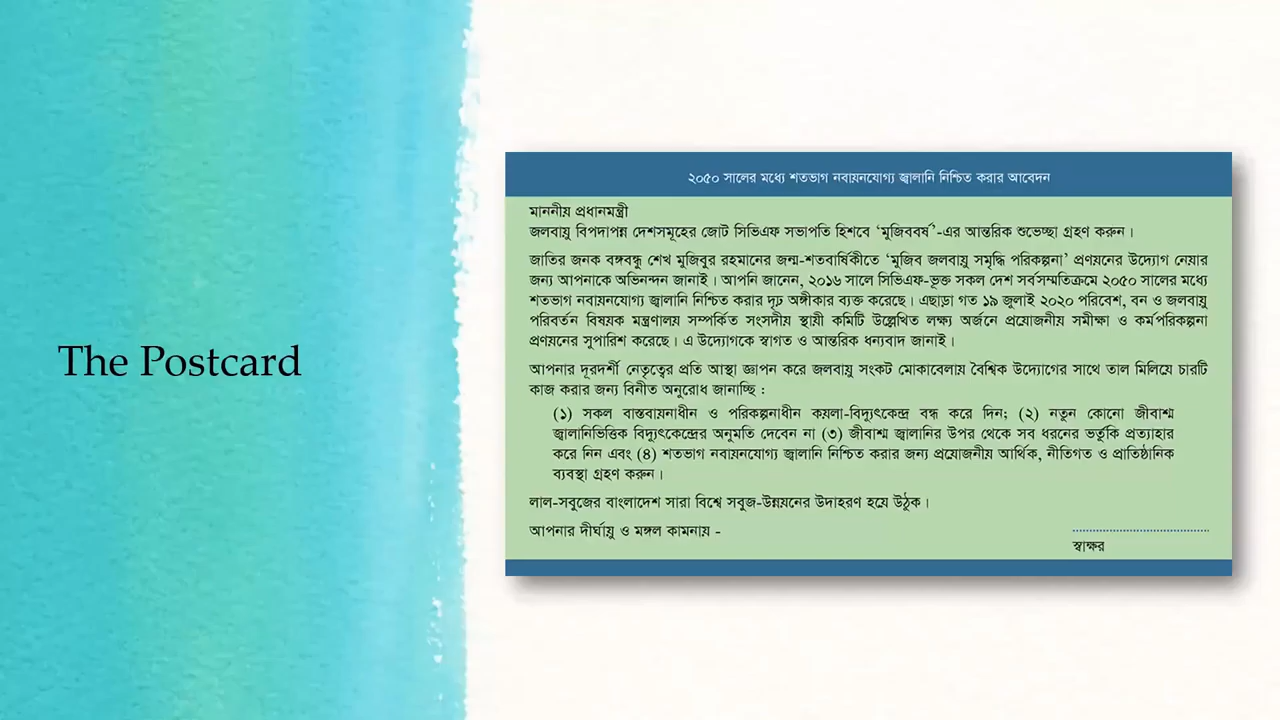 The Postcard
২০৫০ সালের মধ্যে শতভাগ নবায়নযোগ্য জ্বালানি নিশ্চিত করার আবেদন
মাননীয় প্রধানমন্ত্রী
জলবায়ু বিপদাপন্ন দেশসমূহের জোট সিভিএফ সভাপতি হিশবে ‘মুজিববর্ষ’-এর আন্তরিক শুভেচ্ছা গ্রহণ করুন।
জাতির জনক বঙ্গবন্ধু শেখ মুজিবুর রহমানের জন্ম-শতবার্ষিকীতে ‘মুজিব জলবায়ু সমৃদ্ধি পরিকল্পনা’ প্রণয়নের উদ্যোগ নেয়ার
জন্য আপনাকে অভিনন্দন জানাই। আপনি জানেন, ২০১৬ সালে সিভিএফ-ভুক্ত সকল দেশ সর্বসম্মতিক্রমে ২০৫০ সালের মধ্যে
শতভাগ নবায়নযোগ্য জ্বালানি নিশ্চিত করার দৃঢ় অঙ্গীকার ব্যক্ত করেছে। এছাড়া গত ১৯ জুলাই ২০২০ পরিবেশ, বন ও জলবায়ু
পরিবর্তন বিষয়ক মন্ত্রণালয় সম্পর্কিত সংসদীয় স্থায়ী কমিটি উল্লেখিত লক্ষ্য অর্জনে প্রয়োজনীয় সমীক্ষা ও কর্মপরিকল্পনা
প্রণয়নের সুপারিশ করেছে। এ উদ্যোগকে স্বাগত ও আন্তরিক ধন্যবাদ জানাই।
আপনার দূরদর্শী নেতৃত্বের প্রতি আস্থা জ্ঞাপন করে জলবায়ু সংকট মোকাবেলায় বৈশ্বিক উদ্যোগের সাথে তাল মিলিয়ে চারটি
কাজ করার জন্য বিনীত অনুরোধ জানাচ্ছি :
(১) সকল বাস্তবায়নাধীন ও পরিকল্পনাধীন কয়লা-বিদ্যুৎকেন্দ্র বন্ধ করে দিন; (২) নতুন কোনো জীবাশ্ম
জ্বালানিভিত্তিক বিদ্যুৎকেন্দ্রের অনুমতি দেবেন না (৩) জীবাশ্ম জ্বালানির উপর থেকে সব ধরনের ভর্তুকি প্রত্যাহার
করে নিন এবং (৪) শতভাগ নবায়নযোগ্য জ্বালানি নিশ্চিত করার জন্য প্রয়োজনীয় আর্থিক, নীতিগত ও প্রাতিষ্ঠানিক
ব্যবস্থা গ্রহণ করুন।
লাল-সবুজের বাংলাদেশ সারা বিশ্বে সবুজ-উন্নয়নের উদাহরণ হয়ে উঠুক।
আপনার দীর্ঘায়ু ও মঙ্গল কামনায় -
স্বাক্ষর